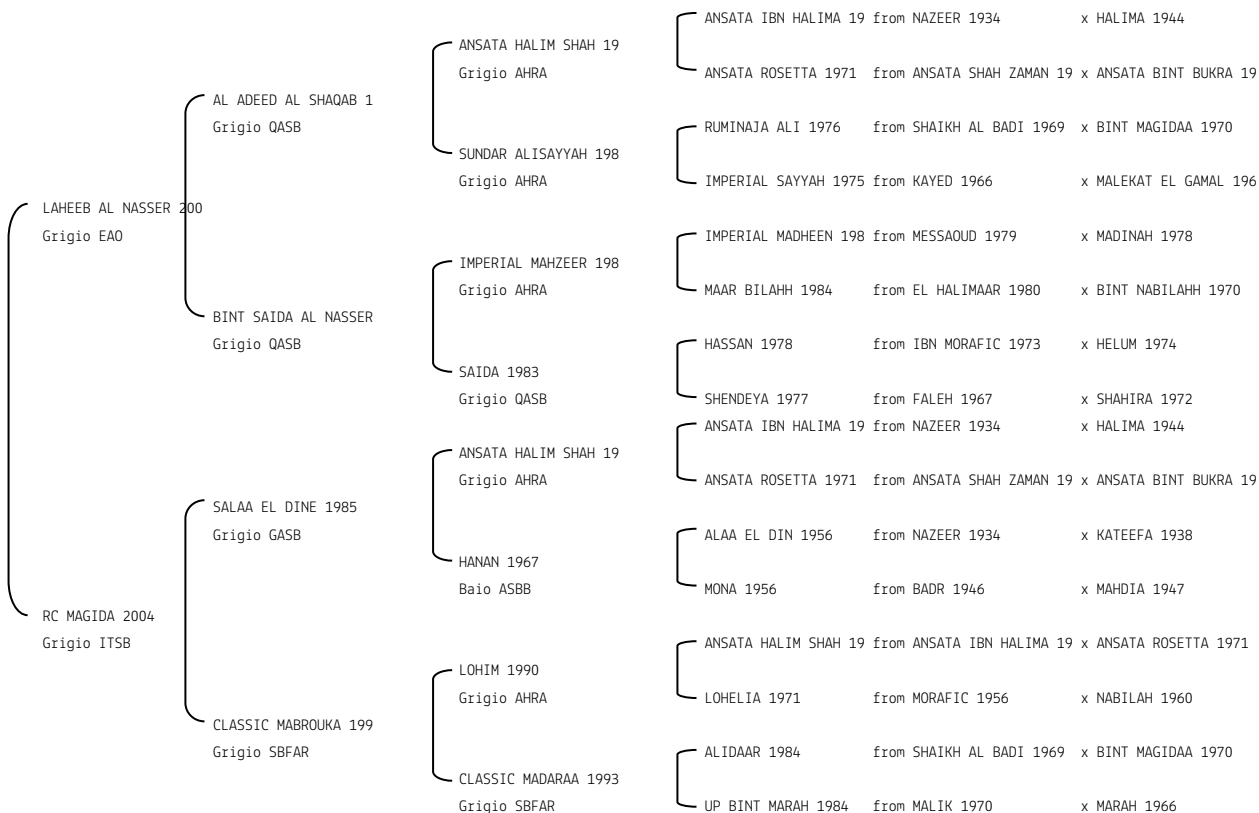 ANSATA IBN HALIMA 19 from NAZEER 1934 x HALIMA 1944
ANSATA HALIM SHAH 19
Grigio AHRA
ANSATA ROSETTA 1971 from ANSATA SHAH ZAMAN 19 x ANSATA BINT BUKRA 19
AL ADEED AL SHAQAB 1
Grigio QASB
RUMINAJA ALI 1976 from SHAIKH AL BADI 1969 x BINT MAGIDAA 1970
SUNDAR ALISAYYAH 198
Grigio AHRA
IMPERIAL SAYYAH 1975 from KAYED 1966 x MALEKAT EL GAMAL 196
LAHEEB AL NASSER 200
Grigio EAO
IMPERIAL MADHEEN 198 from MESSAOUD 1979 x MADINAH 1978
IMPERIAL MAHZEER 198
Grigio AHRA
MAAR BILAHH 1984 from EL HALIMAAR 1980 x BINT NABILAHH 1970
BINT SAIDA AL NASSER
Grigio QASB
HASSAN 1978 from IBN MORAFIC 1973 x HELUM 1974
SAIDA 1983
Grigio QASB
SHENDEYA 1977 from FALEH 1967 x SHAHIRA 1972
ANSATA IBN HALIMA 19 from NAZEER 1934 x HALIMA 1944
ANSATA HALIM SHAH 19
Grigio AHRA
ANSATA ROSETTA 1971 from ANSATA SHAH ZAMAN 19 x ANSATA BINT BUKRA 19
SALAA EL DINE 1985
Grigio GASB
ALAA EL DIN 1956 from NAZEER 1934 x KATEEFA 1938
HANAN 1967
Baio ASBB
MONA 1956 from BADR 1946 x MAHDIA 1947
RC MAGIDA 2004
Grigio ITSB
ANSATA HALIM SHAH 19 from ANSATA IBN HALIMA 19 x ANSATA ROSETTA 1971
LOHIM 1990
Grigio AHRA
LOHELIA 1971 from MORAFIC 1956 x NABILAH 1960
CLASSIC MABROUKA 199
Grigio SBFAR
ALIDAAR 1984 from SHAIKH AL BADI 1969 x BINT MAGIDAA 1970
CLASSIC MADARAA 1993
Grigio SBFAR
UP BINT MARAH 1984 from MALIK 1970 x MARAH 1966